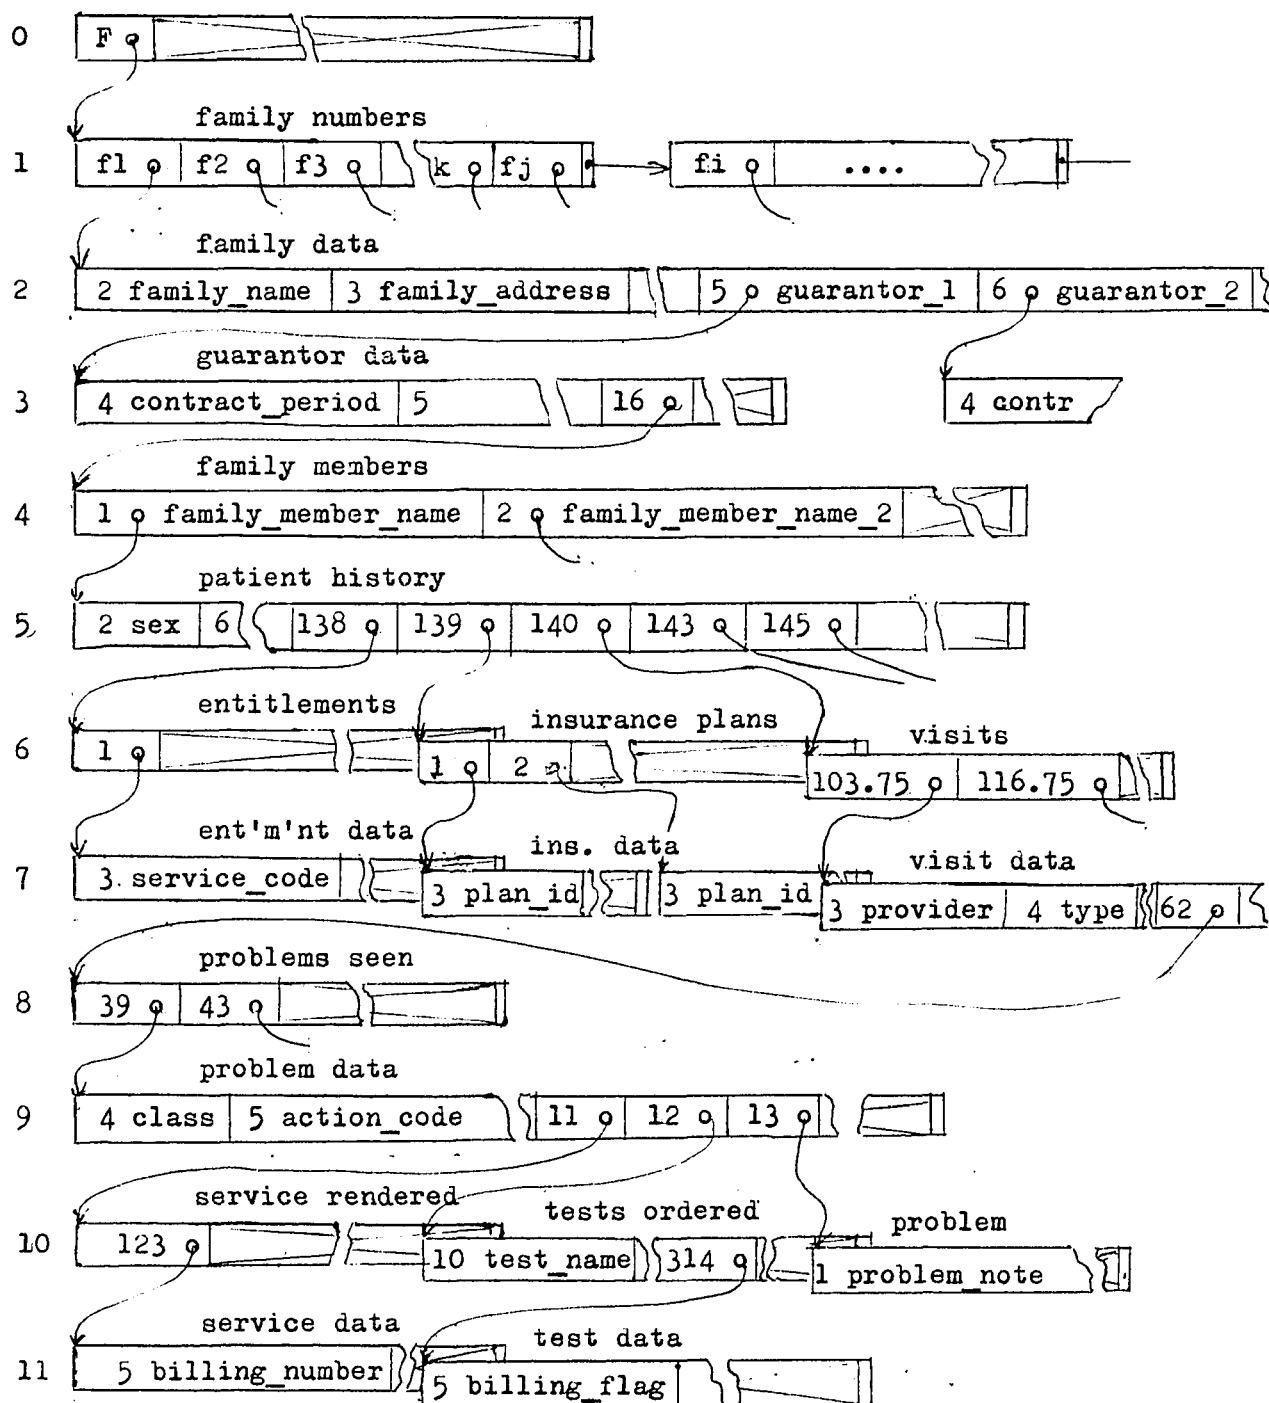 0 F
family numbers
1 f1 f2 f3 k fj fi ....
family data
2 2 family_name 3 family_address 5 guarantor_1 6 guarantor_2
guarantor data
3 4 contract_period 5 16 4 contr
family members
4 1 family_member_name 2 family_member_name_2
patient history
5 2 sex 6 138 139 140 143 145
entitlements insurance plans visits
6 1 1 2 103.75 116.75
ent'm'nt data ins. data visit data
7 3 service_code 3 plan_id 3 plan_id 3 provider 4 type 62
problems seen
8 39 43
problem data
9 4 class 5 action_code 11 12 13
service rendered tests ordered problem
10 123 10 test_name 314 1 problem_note
service data test data
11 5 billing_number 5 billing_flag